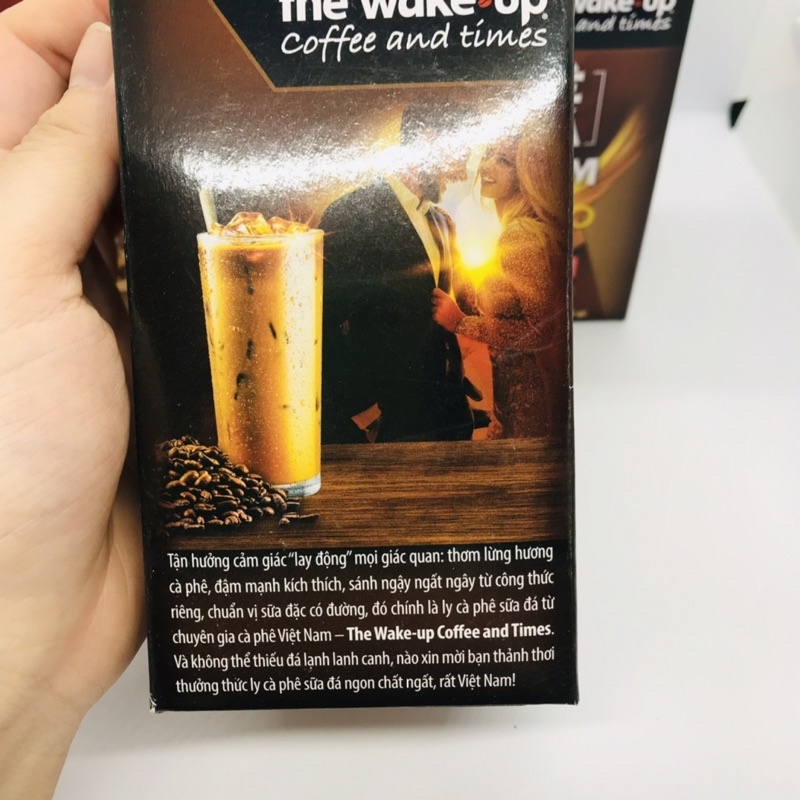 the wake-up
Coffee and times
wake-up
and times
Tận hưởng cảm giác "lay động" mọi giác quan: thơm lừng hương
cà phê, đậm mạnh kích thích, sánh ngậy ngất ngây từ công thức
riêng, chuẩn vị sữa đặc có đường, đó chính là ly cà phê sữa đá từ
chuyên gia cà phê Việt Nam – The Wake-up Coffee and Times.
Và không thể thiếu đá lạnh lanh canh, nào xin mời bạn thảnh thơi
thưởng thức ly cà phê sữa đá ngon chất ngất, rất Việt Nam!